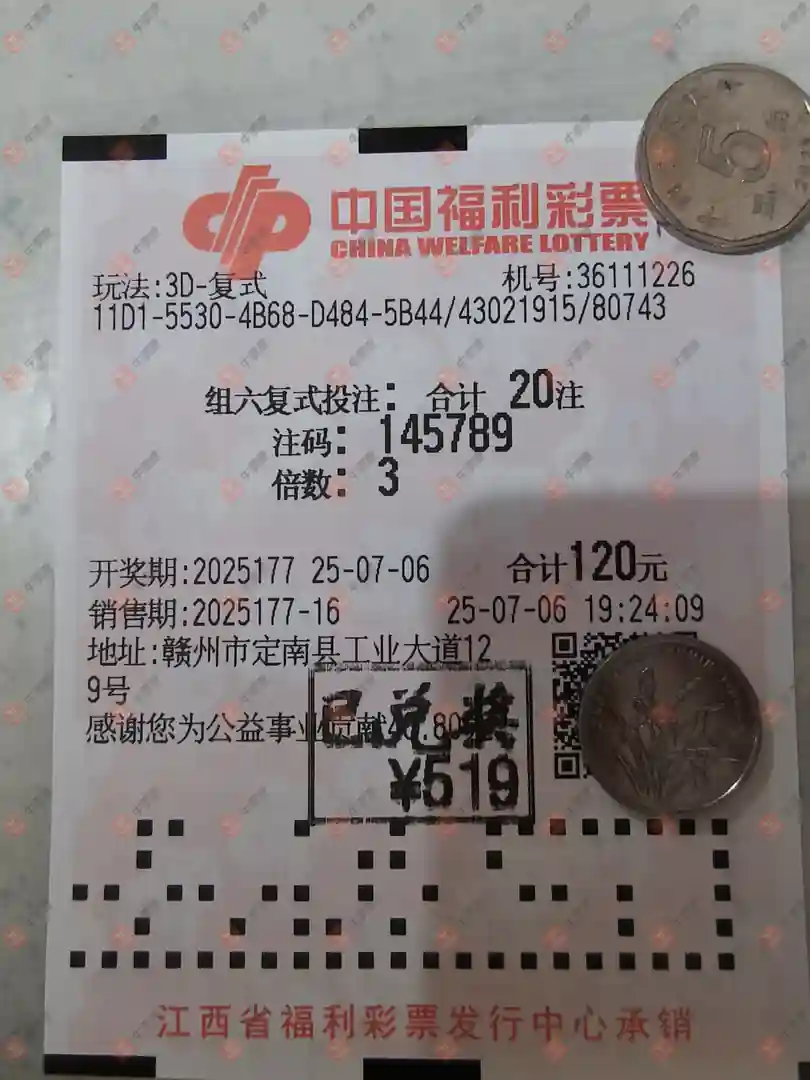 中国福利彩票
CHINA WELFARE LOTTERY
玩法:3D-复式 机号:36111226
11D1-5530-4B68-D484-5B44/43021915/80743
组六复式投注: 合计 20注
注码: 145789
倍数: 3
开奖期:2025177 25-07-06 合计120元
销售期:2025177-16 25-07-06 19:24:09
地址:赣州市定南县工业大道12
9号
感谢您为公益事业贡献
已兑奖
¥519
江西省福利彩票发行中心承销
5